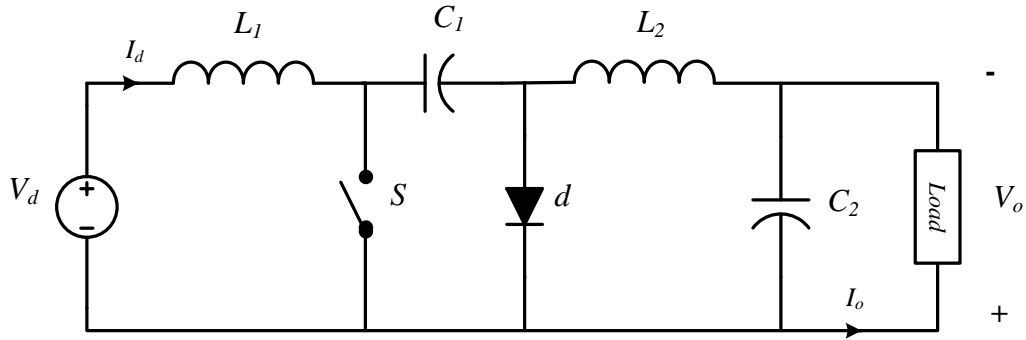 L1
C1
L2
Id
-
Vd
+
−
S
d
C2
Load
Vo
Io
+